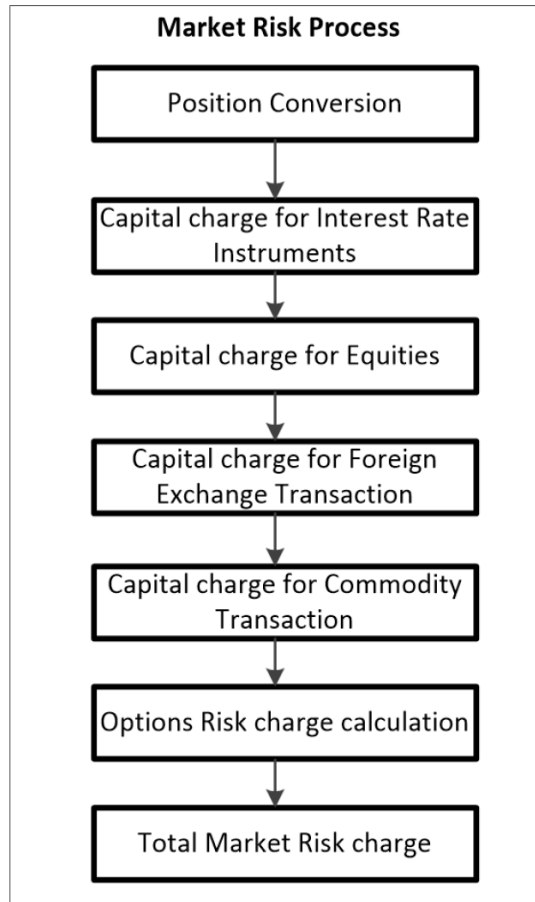 Market Risk Process
Position Conversion
Capital charge for Interest Rate
Instruments
Capital charge for Equities
Capital charge for Foreign
Exchange Transaction
Capital charge for Commodity
Transaction
Options Risk charge calculation
Total Market Risk charge